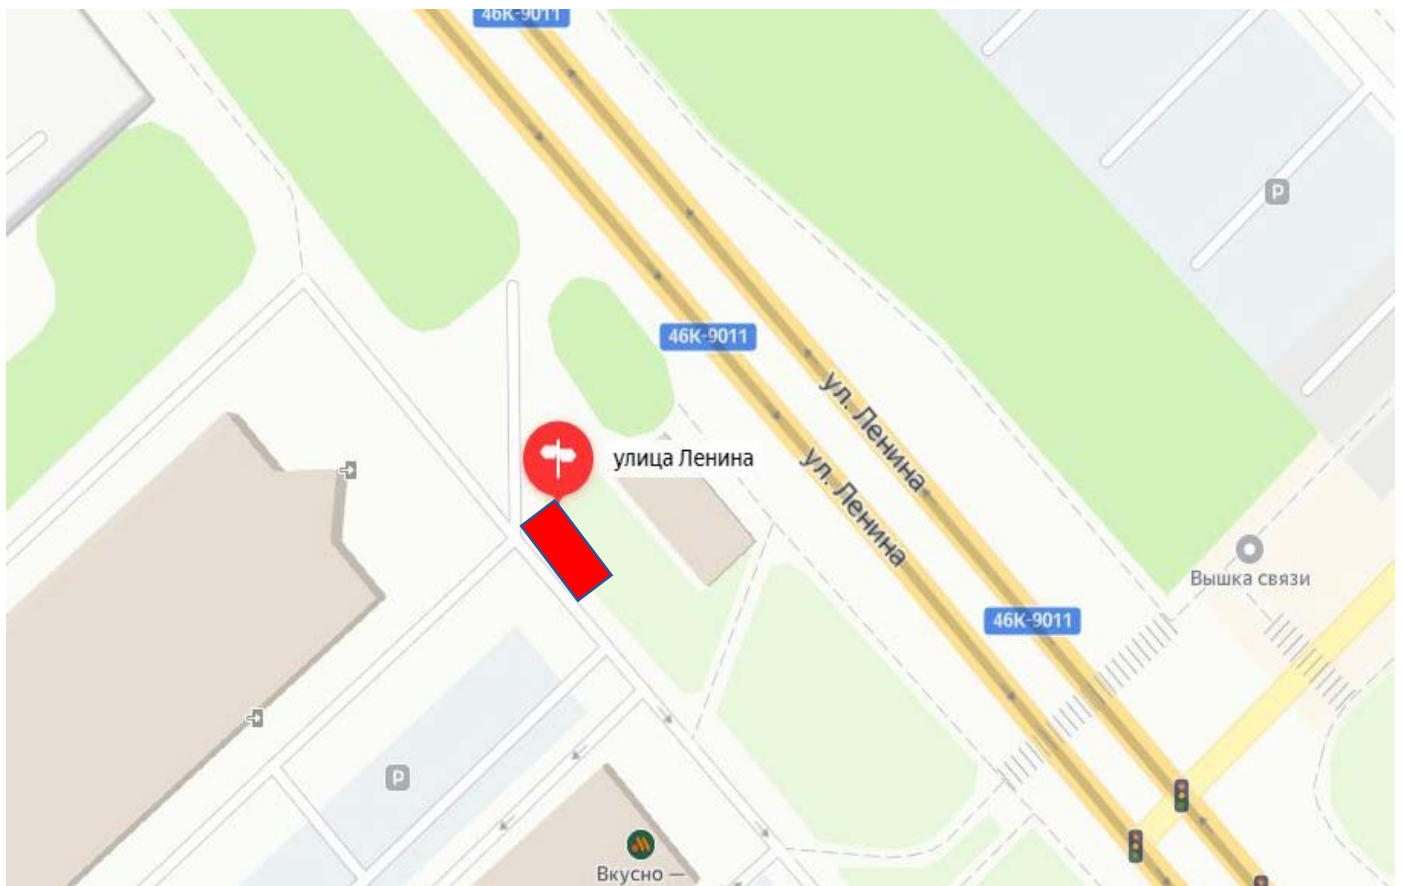 46К-9011
Р
46К-9011
ул. Ленина
улица Ленина
ул. Ленина
Вышка связи
46К-9011
Р
Вкусно —